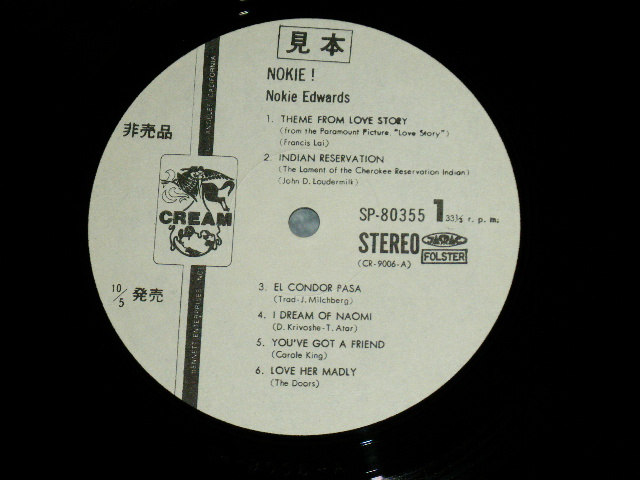 見本
NOKIE !
Nokie Edwards
1. THEME FROM LOVE STORY
(from the Paramount Picture, "Love Story")
(Francis Lai)
2. INDIAN RESERVATION
(The Lament of the Cherokee Reservation Indian)
(John D. Loudermilk)
非売品
CREAM
SP-80355 1 33⅓ r. p. m.
STEREO
FOLSTER
(CR-9006-A)
10/5 発売
3. EL CONDOR PASA
(Trad-J. Milchberg)
4. I DREAM OF NAOMI
(D. Krivoshe-T. Atar)
5. YOU'VE GOT A FRIEND
(Carole King)
6. LOVE HER MADLY
(The Doors)